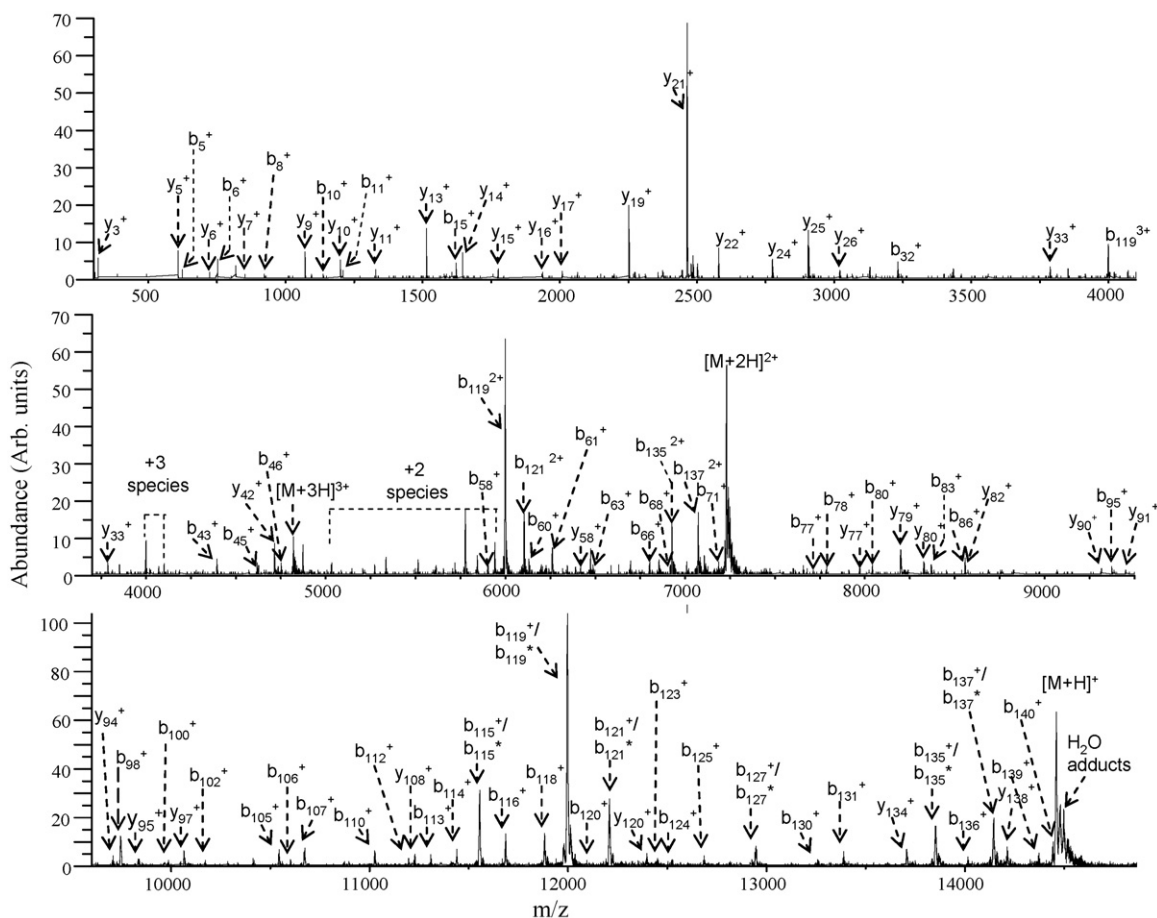 Abundance (Arb. units)
70
60
50
40
30
20
10
0
y3+
y5+
b5+
y6+
b6+
y7+
b8+
y9+
b10+
y10+
b11+
y11+
y13+
b15+
y14+
y15+
y16+
y17+
y19+
y21+
y22+
y24+
y25+
y26+
b32+
y33+
b119 3+
500
1000
1500
2000
2500
3000
3500
4000
70
60
50
40
30
20
10
0
y33+
+3
species
b43+
b45+
y42+
b46+
[M+3H]3+
+2
species
b58+
b119 2+
b121 2+
b60+
b61+
y58+
b63+
b66+
b68+
b135 2+
b137 2+
b71+
[M+2H]2+
b77+
b78+
y77+
b80+
y79+
y80+
b83+
b86+
y82+
y90+
b95+
y91+
4000
5000
6000
7000
8000
9000
100
80
60
40
20
0
y94+
b98+
y95+
b100+
y97+
b102+
b105+
b106+
b107+
b110+
b112+
y108+
b113+
b114+
b115+/
b115*
b116+
b118+
b119+/
b119*
b120+
b121+/
b121*
y120+
b123+
b124+
b125+
b127+/
b127*
b130+
b131+
y134+
b135+/
b135*
b136+
b137+/
b137*
b139+
y138+
b140+
[M+H]+
H2O
adducts
10000
11000
12000
13000
14000
m/z